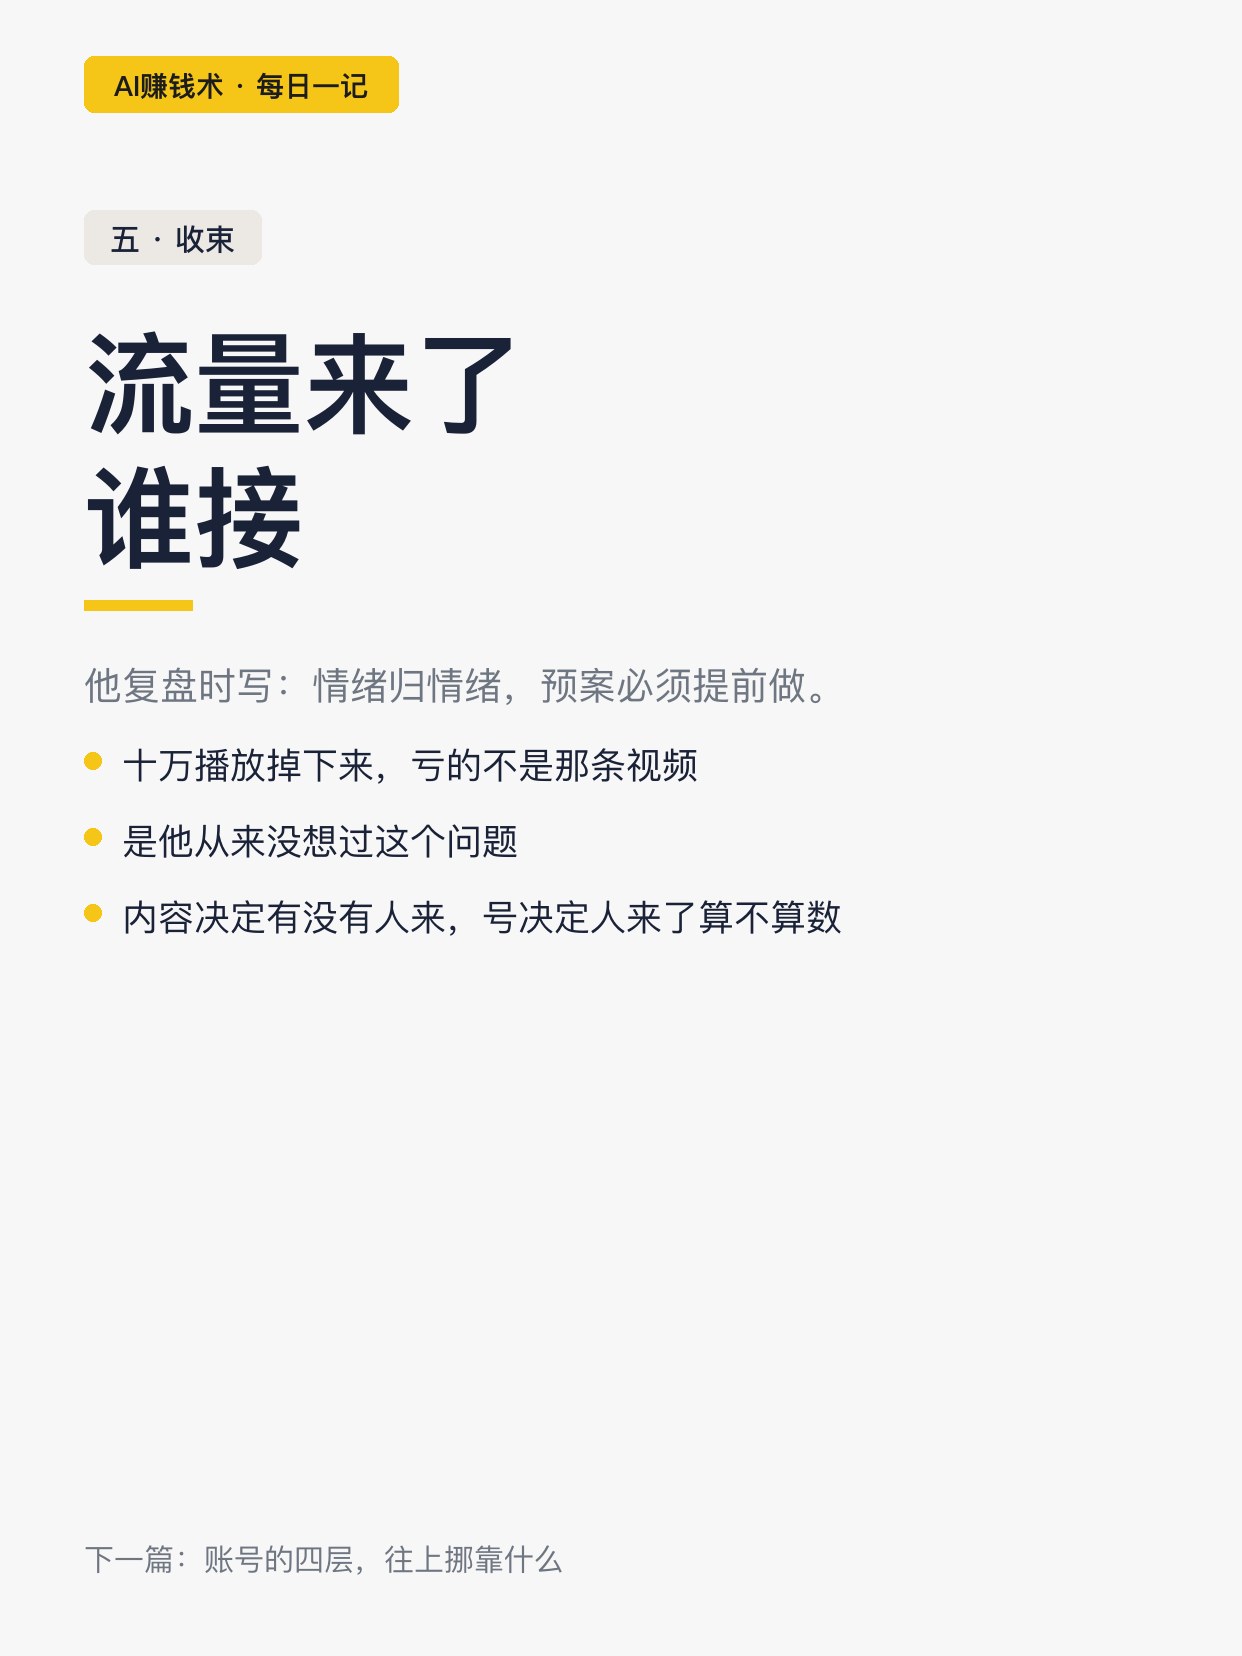 AI赚钱术 · 每日一记
五 · 收束
流量来了
谁接
他复盘时写：情绪归情绪，预案必须提前做。
十万播放掉下来，亏的不是那条视频
是他从来没想过这个问题
内容决定有没有人来，号决定人来了算不算数
下一篇：账号的四层，往上挪靠什么